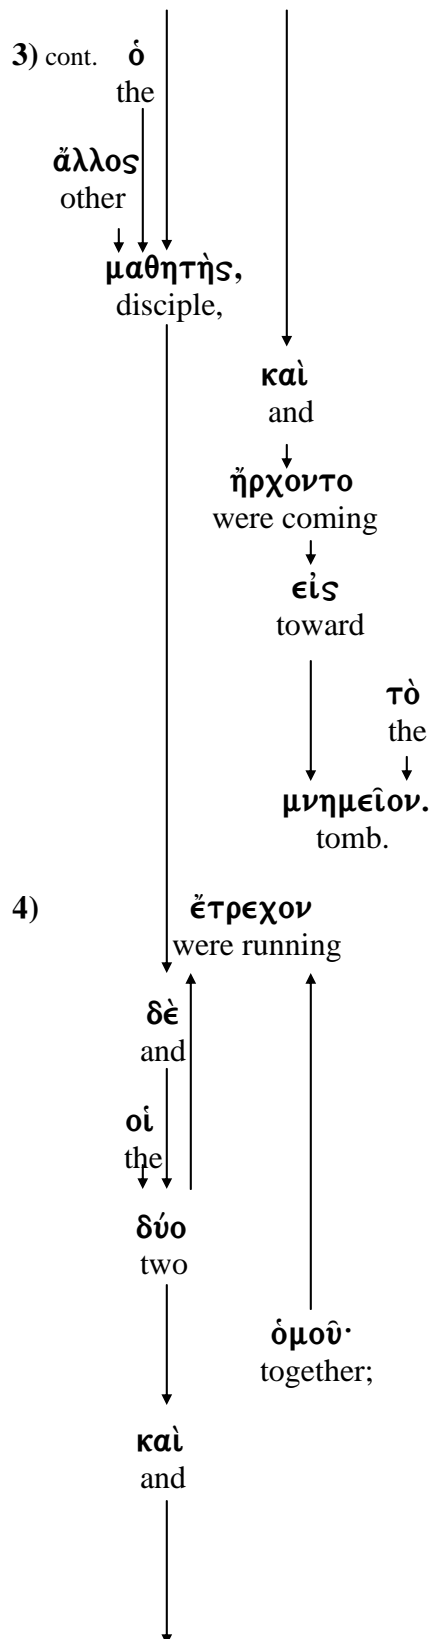 3) cont. ὁ
the
ἄλλος
other
μαθητὴς,
disciple,
καὶ
and
ἤρχοντο
were coming
εἰς
toward
τὸ
the
μνημεῖον.
tomb.
4) ἔτρεχον
were running
δὲ
and
οἱ
the
δύο
two
ὁμοῦ·
together;
καὶ
and